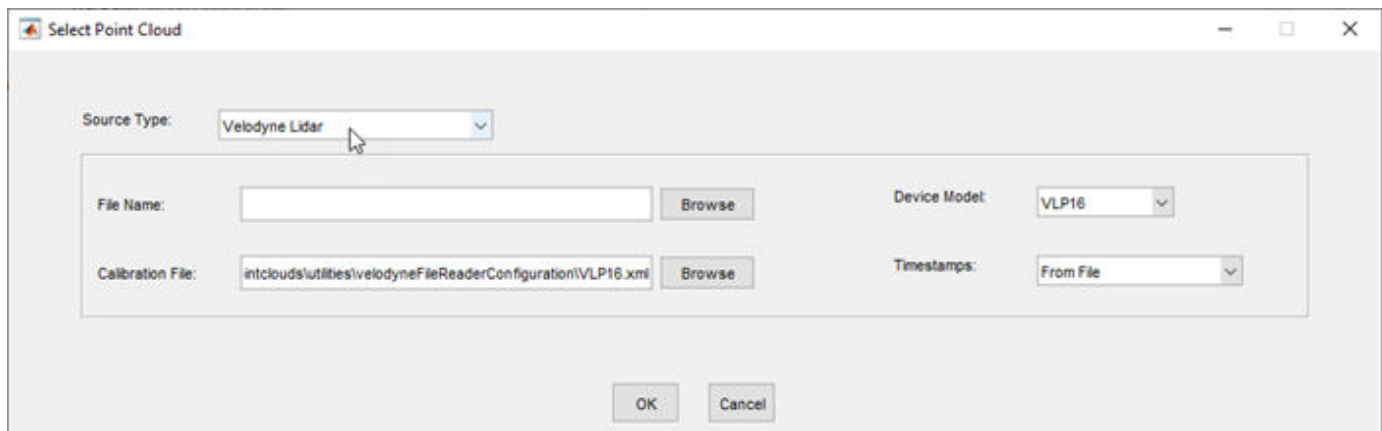 Select Point Cloud
Source Type: Velodyne Lidar
File Name: Browse Device Model: VLP16
Calibration File: intclouds\utilities\velodyneFileReaderConfiguration\VLP16.xml Browse Timestamps: From File
OK Cancel